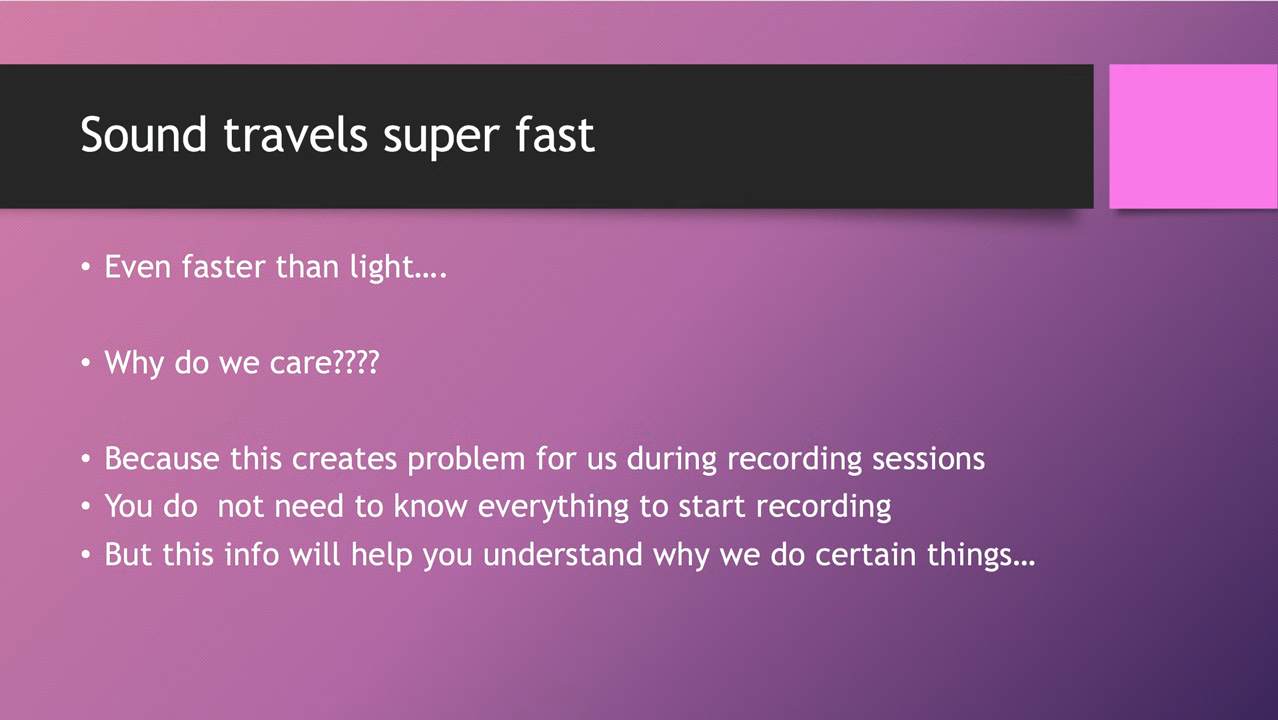 Sound travels super fast
• Even faster than light….
• Why do we care????
• Because this creates problem for us during recording sessions
• You do  not need to know everything to start recording
• But this info will help you understand why we do certain things…